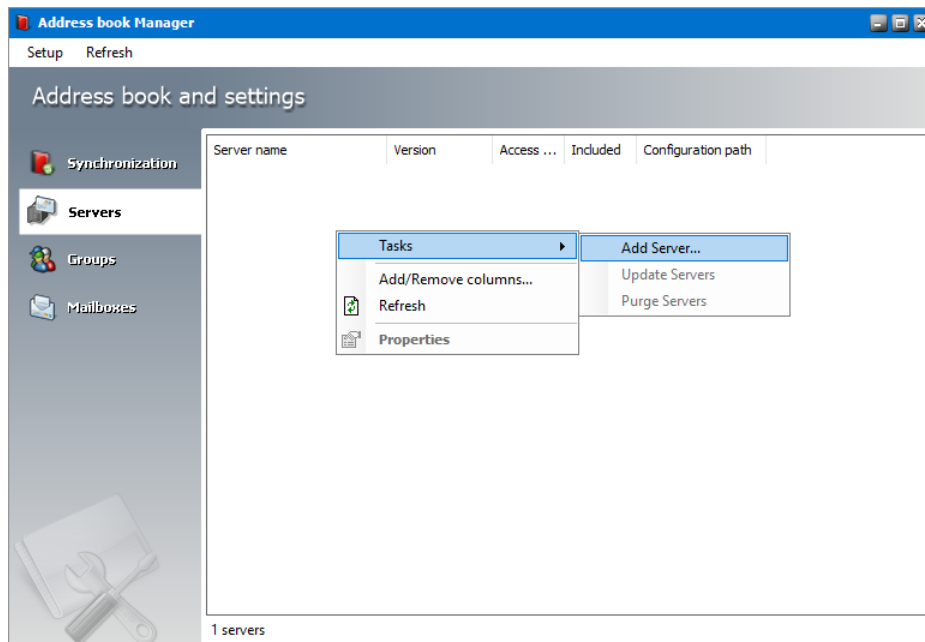 Address book Manager
Setup Refresh
Address book and settings
Synchronization
Servers
Groups
Mailboxes
Server name Version Access ... Included Configuration path
Tasks
Add/Remove columns...
Refresh
Properties
Add Server...
Update Servers
Purge Servers
1 servers